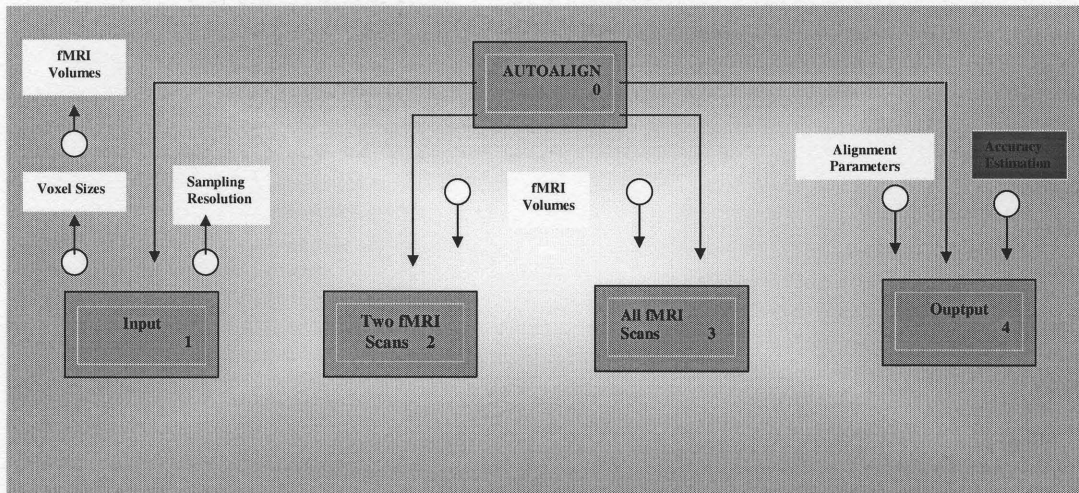 fMRI
Volumes
AUTOALIGN
0
Voxel Sizes
Sampling
Resolution
fMRI
Volumes
Alignment
Parameters
Accuracy
Estimation
Input
1
Two fMRI
Scans 2
All fMRI
Scans 3
Ouptput
4